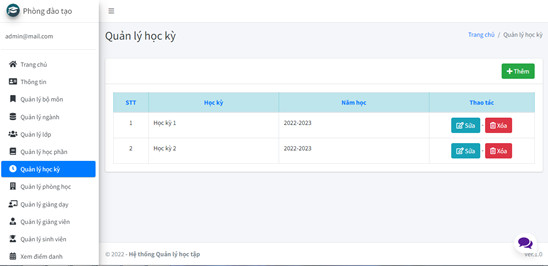 Phòng đào tạo
admin@mail.com
Trang chủ
Thông tin
Quản lý bộ môn
Quản lý ngành
Quản lý lớp
Quản lý học phần
Quản lý học kỳ
Quản lý phòng học
Quản lý giảng dạy
Quản lý giảng viên
Quản lý sinh viên
Xem điểm danh
Quản lý học kỳ
Trang chủ / Quản lý học kỳ
Thêm
STT Học kỳ Năm học Thao tác
1 Học kỳ 1 2022-2023 Sửa - Xóa
2 Học kỳ 2 2022-2023 Sửa - Xóa
© 2022 - Hệ thống Quản lý học tập
Ver.1.0